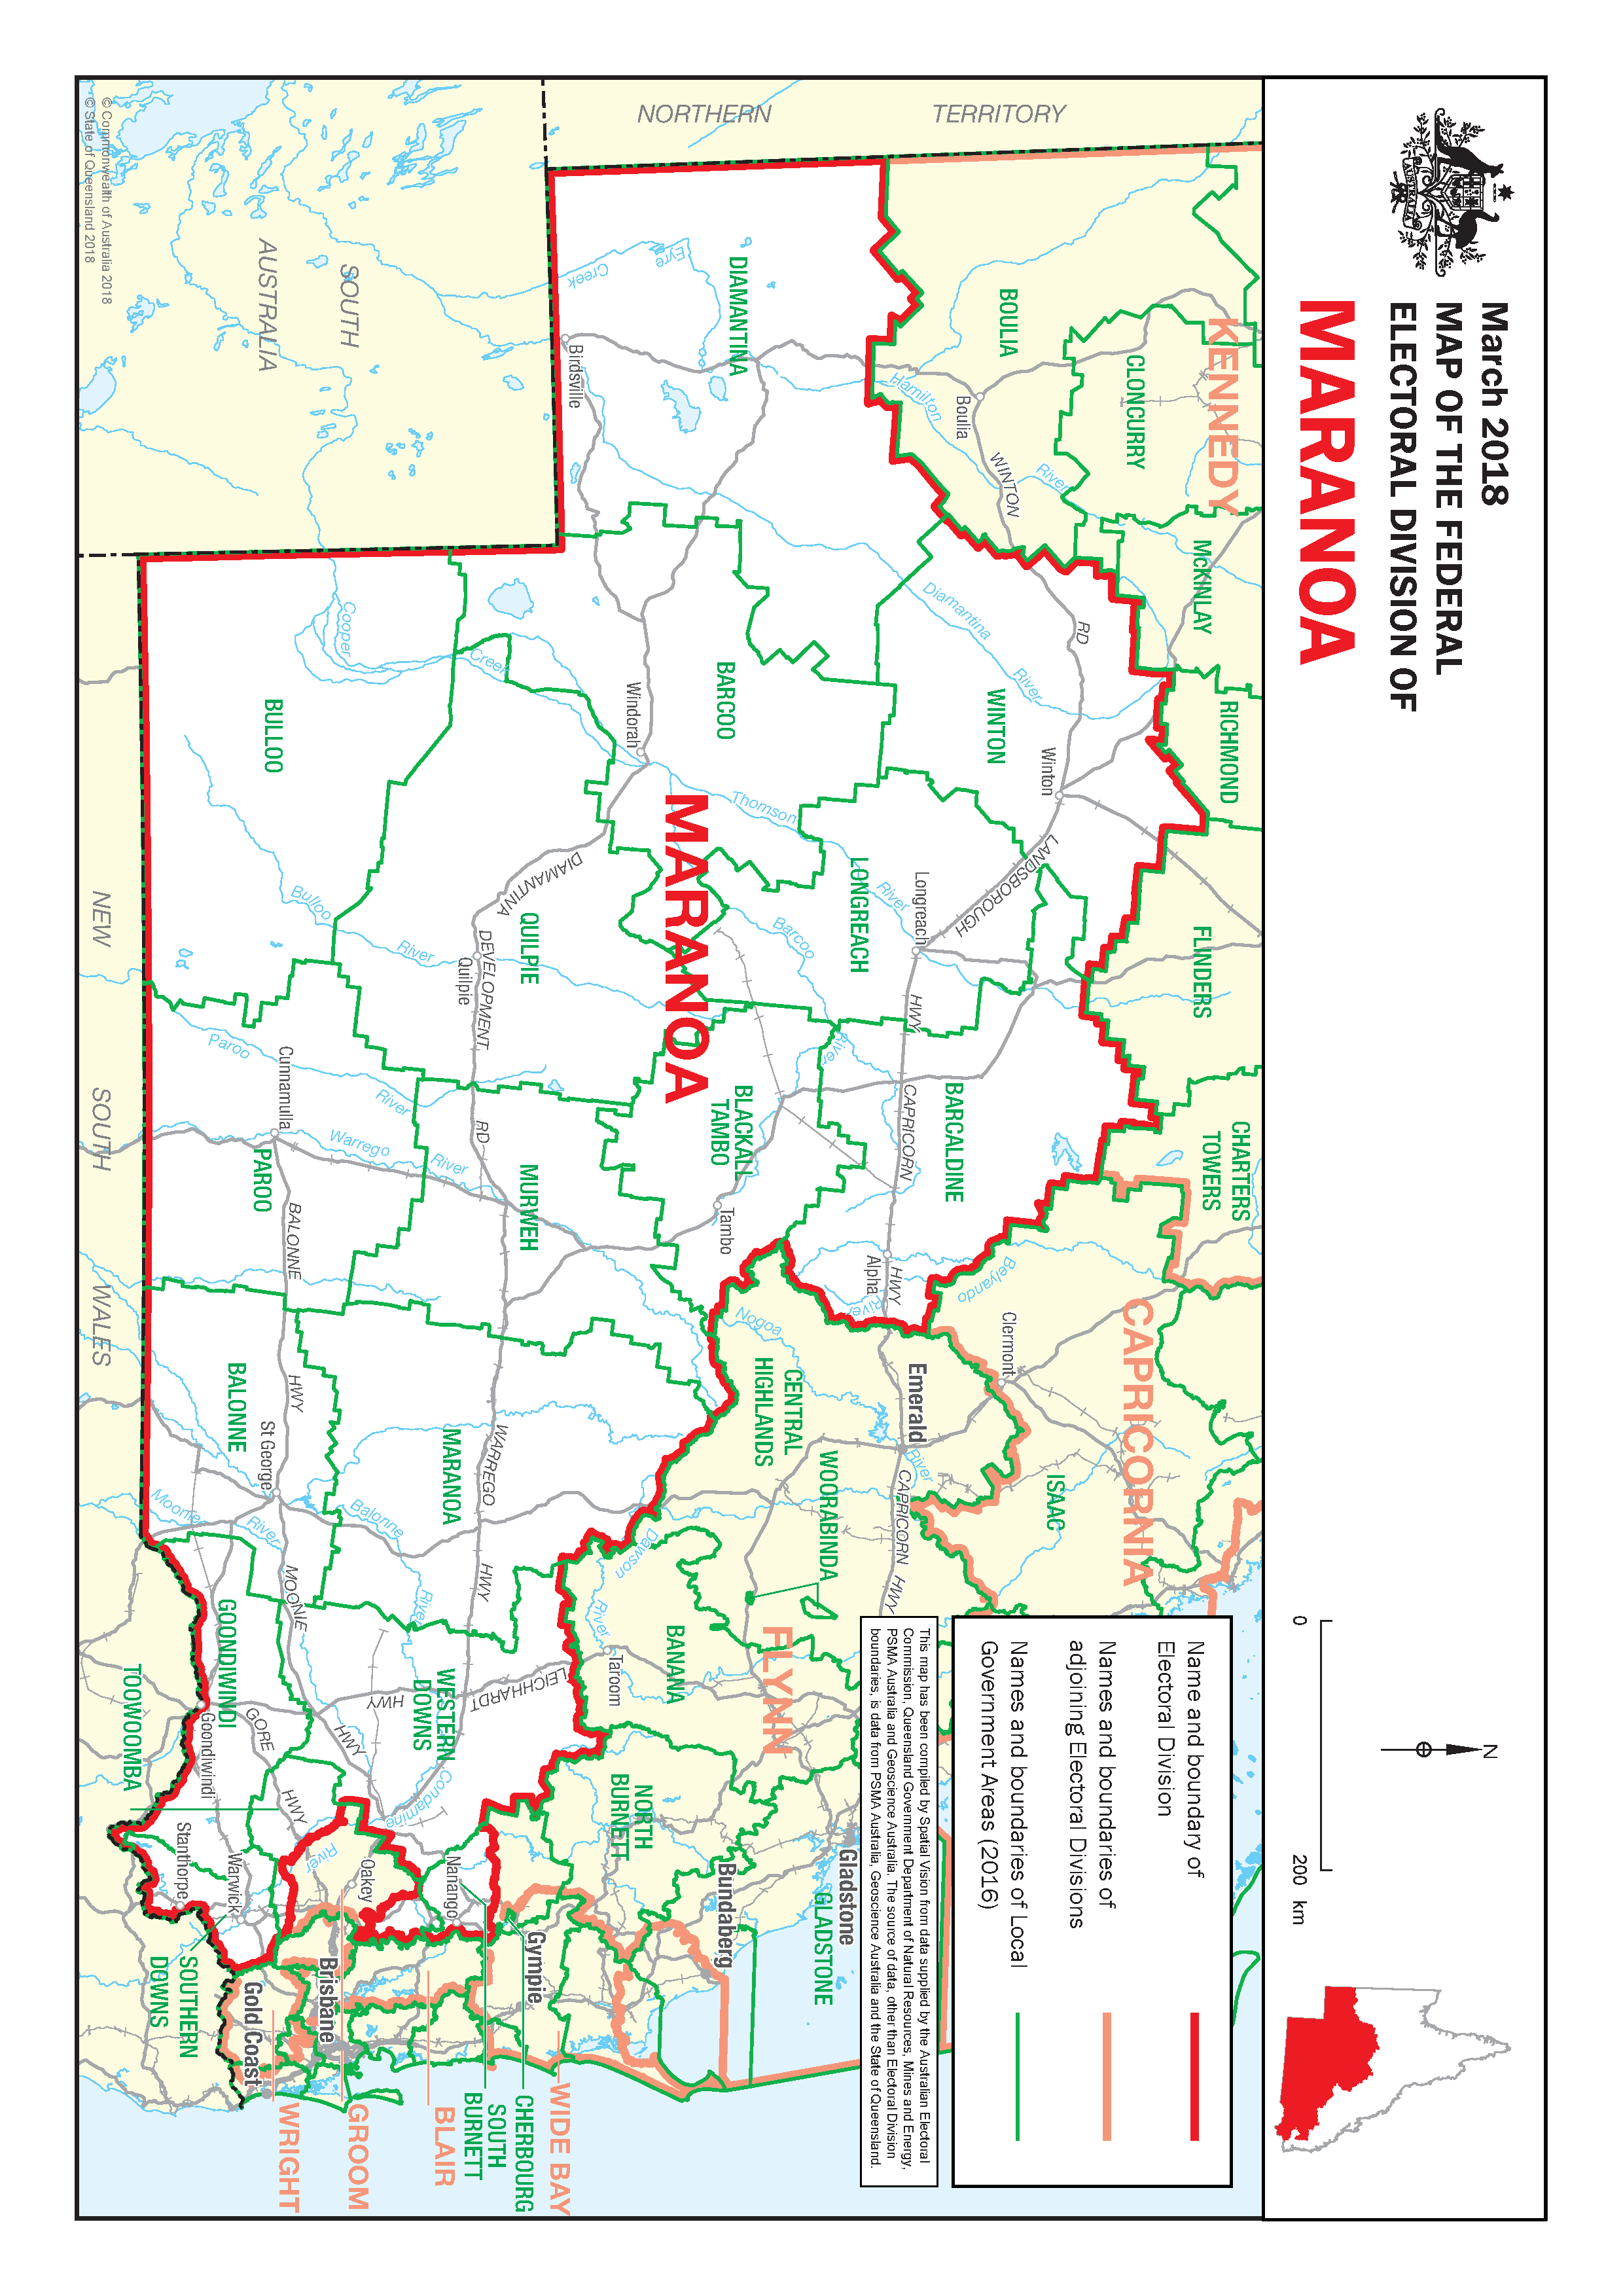 March 2018
MAP OF THE FEDERAL
ELECTORAL DIVISION OF
MARANOA
AUSTRALIA
N
0
200 km
Name and boundary of
Electoral Division
Names and boundaries of
adjoining Electoral Divisions
Names and boundaries of Local
Government Areas (2016)
This map has been compiled by Spatial Vision from data supplied by the Australian Electoral
Commission, Queensland Government Department of Natural Resources, Mines and Energy,
PSMA Australia and Geoscience Australia. The source of data, other than Electoral Division
boundaries, is data from PSMA Australia, Geoscience Australia and the State of Queensland.
NORTHERN
TERRITORY
KENNEDY
CLONCURRY
MCKINLAY
RICHMOND
FLINDERS
CHARTERS
TOWERS
CAPRICORNIA
BOULIA
Boulia
Hamilton
River
WINTON
RD
Diamantina
River
WINTON
Winton
LANDSBOROUGH
HWY
Longreach
River
LONGREACH
Thomson
Barcoo
River
CAPRICORN
HWY
BARCALDINE
Alpha
Belyando
River
Clermont
ISAAC
Emerald
River
CAPRICORN
HWY
Nogoa
CENTRAL
HIGHLANDS
WOORABINDA
FLYNN
BANANA
Dawson
River
Taroom
Gladstone
GLADSTONE
Bundaberg
NORTH
BURNETT
DIAMANTINA
Eyre
Creek
Birdsville
BARCOO
Windorah
MARANOA
BLACKALL
TAMBO
Tambo
DIAMANTINA
DEVELOPMENT
RD
QUILPIE
Quilpie
MURWEH
Cooper
Creek
BULLOO
Bulloo
River
Paroo
River
Warrego
River
Cunnamulla
PAROO
BALONNE
HWY
BALONNE
St George
MARANOA
WARREGO
HWY
Balonne
River
Moonie
River
MOONIE
HWY
LEICHHARDT
HWY
WESTERN
DOWNS
Condamine
River
GOONDIWINDI
Goondiwindi
GORE
HWY
TOOWOOMBA
Stanthorpe
Warwick
Oakey
Nanango
Gympie
Brisbane
Gold Coast
SOUTHERN
DOWNS
WIDE BAY
CHERBOURG
SOUTH
BURNETT
BLAIR
GROOM
WRIGHT
SOUTH
AUSTRALIA
NEW
SOUTH
WALES
© Commonwealth of Australia 2018
© State of Queensland 2018